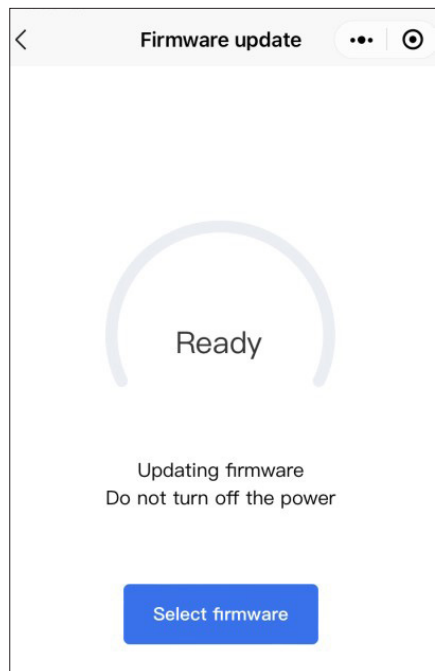 Firmware update
Ready
Updating firmware
Do not turn off the power
Select firmware